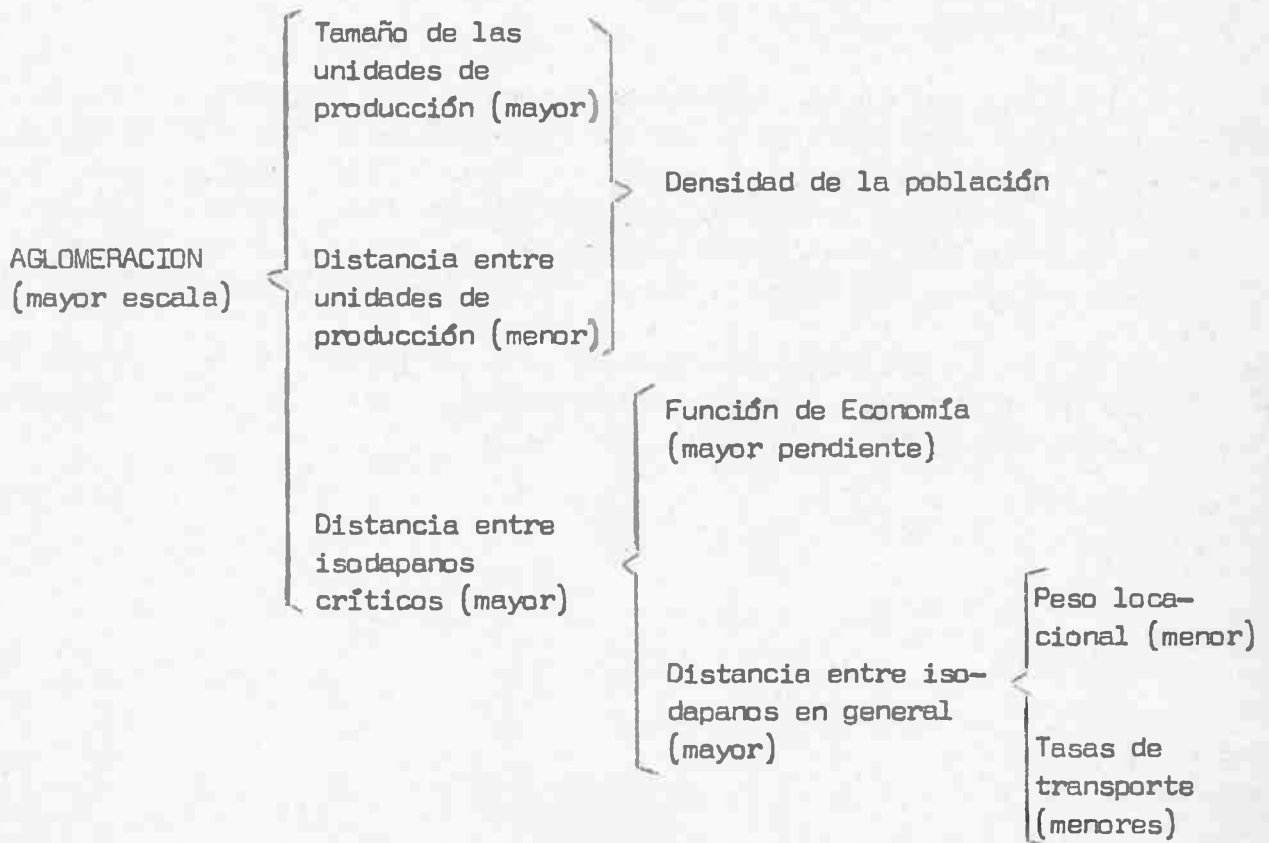 Tamaño de las
unidades de
producción (mayor)
Densidad de la población
AGLOMERACION
(mayor escala)
Distancia entre
unidades de
producción (menor)
Función de Economía
(mayor pendiente)
Distancia entre
isodapanos
críticos (mayor)
Peso loca-
cional (menor)
Distancia entre iso-
dapanos en general
(mayor)
Tasas de
transporte
(menores)